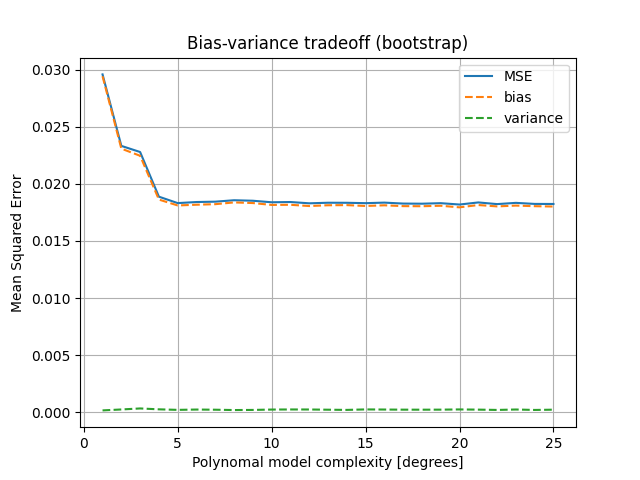 Bias-variance tradeoff (bootstrap)
MSE
bias
variance
0.030
0.025
0.020
0.015
0.010
0.005
0.000
Mean Squared Error
0 5 10 15 20 25
Polynomal model complexity [degrees]